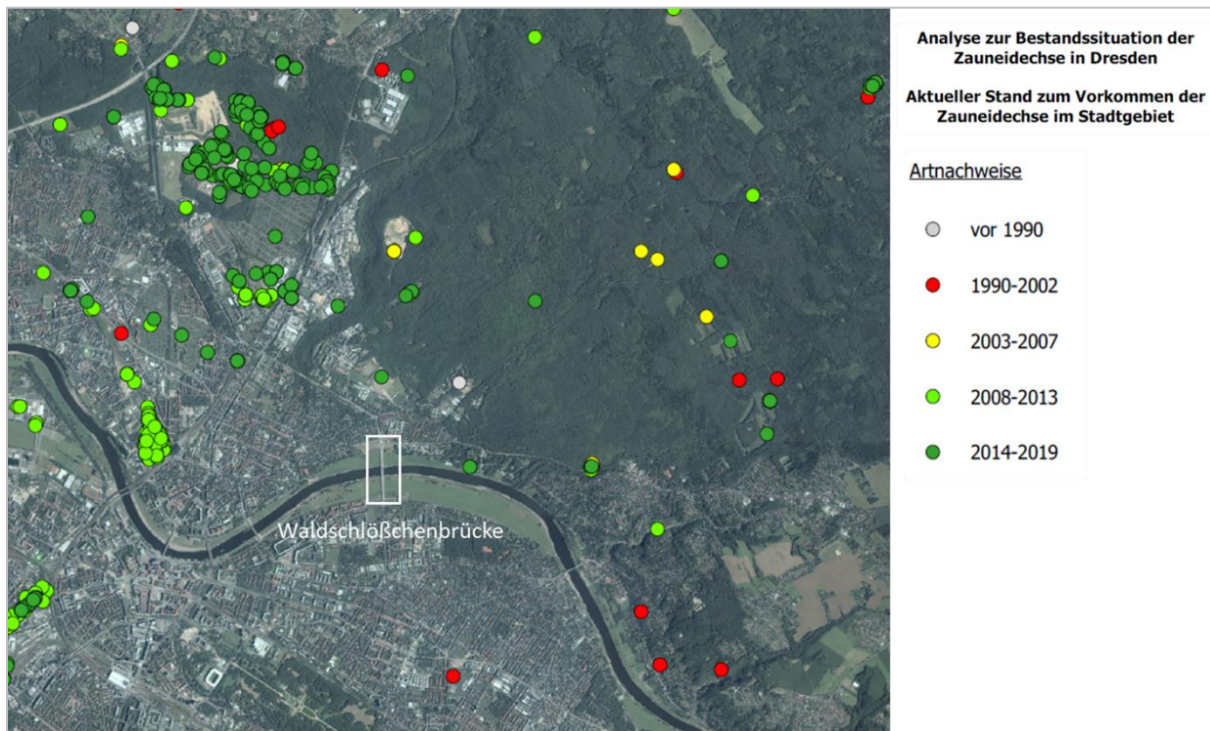 Analyse zur Bestandssituation der
Zauneidechse in Dresden
Aktueller Stand zum Vorkommen der
Zauneidechse im Stadtgebiet
Artnachweise
vor 1990
1990-2002
2003-2007
2008-2013
2014-2019
Waldschlößchenbrücke